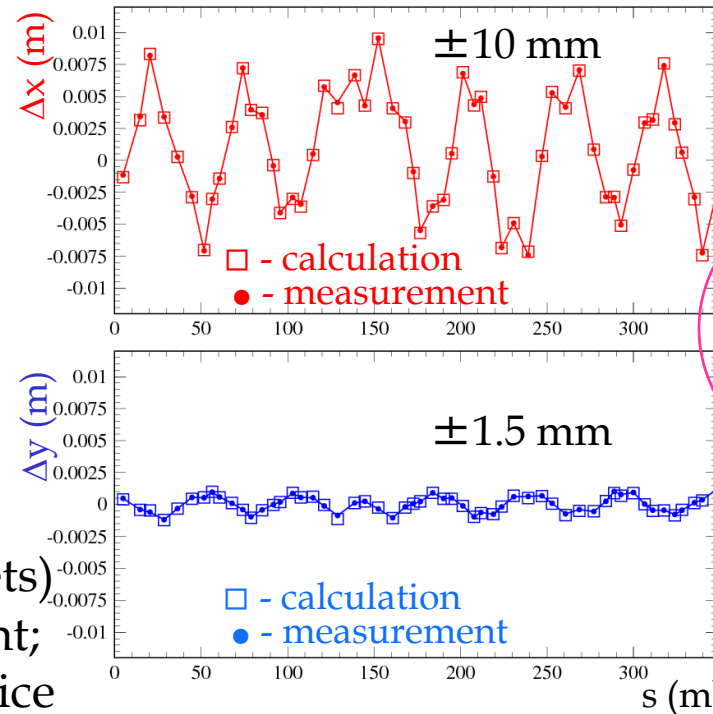 Δx (m)
0.01
0.0075
0.005
0.0025
0
-0.0025
-0.005
-0.0075
-0.01
±10 mm
□ - calculation
● - measurement
0 50 100 150 200 250 300
Δy (m)
0.01
0.0075
0.005
0.0025
0
-0.0025
-0.005
-0.0075
-0.01
±1.5 mm
□ - calculation
● - measurement
0 50 100 150 200 250 300
s (m
ts)
nt;
ice